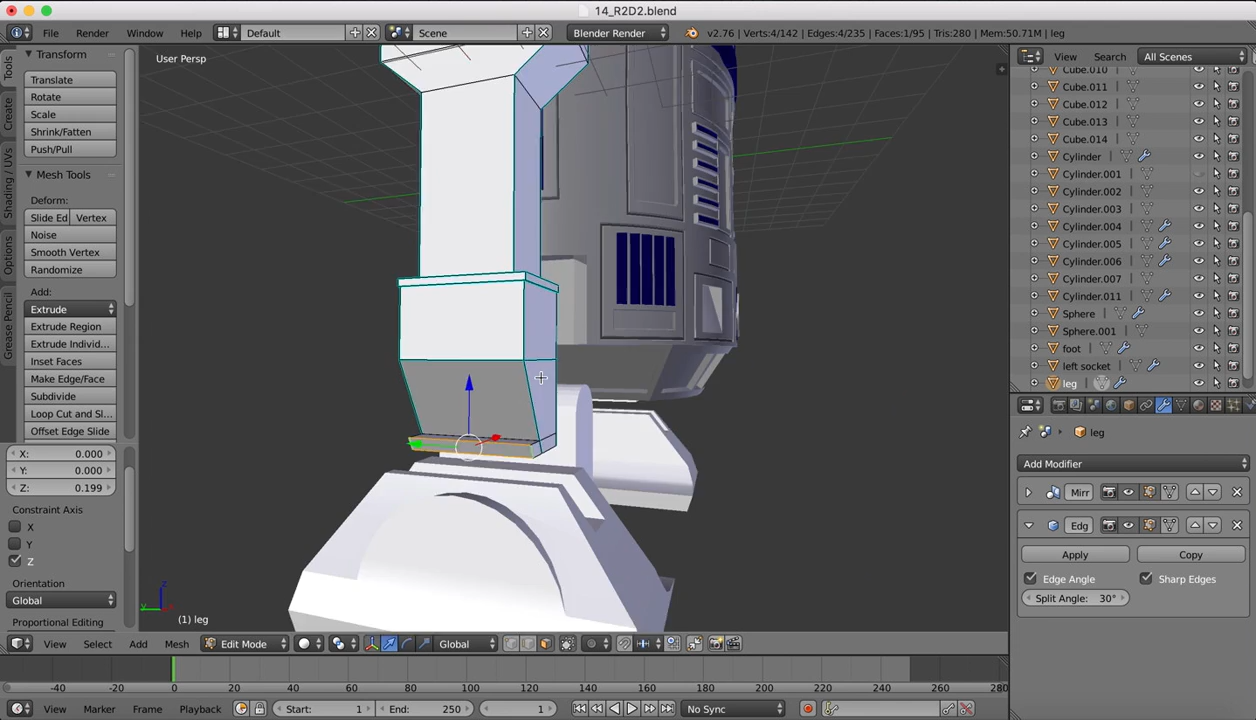 14_R2D2.blend
File Render Window Help Default Scene Blender Render v2.76 | Verts:4/142 | Edges:4/235 | Faces:1/95 | Tris:280 | Mem:50.71M | leg
Tools
Create
Shading / UVs
Options
Grease Pencil
Transform
Translate
Rotate
Scale
Shrink/Fatten
Push/Pull
Mesh Tools
Deform:
Slide Ed Vertex
Noise
Smooth Vertex
Randomize
Add:
Extrude
Extrude Region
Extrude Individ...
Inset Faces
Make Edge/Face
Subdivide
Loop Cut and Sl...
Offset Edge Slide
X: 0.000
Y: 0.000
Z: 0.199
Constraint Axis
X
Y
Z
Orientation
Global
Proportional Editing
User Persp
(1) leg
View Select Add Mesh Edit Mode Global
View Search All Scenes
Cube.010
Cube.011
Cube.012
Cube.013
Cube.014
Cylinder
Cylinder.001
Cylinder.002
Cylinder.003
Cylinder.004
Cylinder.005
Cylinder.006
Cylinder.007
Cylinder.011
Sphere
Sphere.001
foot
left socket
leg
leg
Add Modifier
Mirr
Edg
Apply Copy
Edge Angle Sharp Edges
Split Angle: 30°
-40 -20 0 20 40 60 80 100 120 140 160 180 200 220 240 260 280
View Marker Frame Playback Start: 1 End: 250 1 No Sync